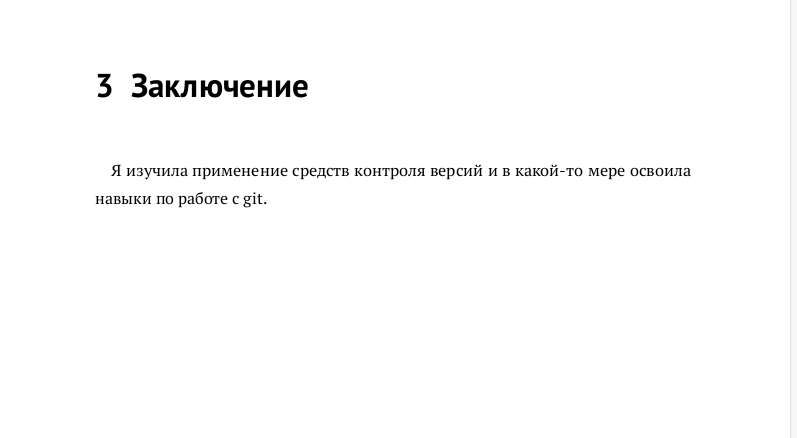 3 Заключение
Я изучила применение средств контроля версий и в какой-то мере освоила
навыки по работе с git.